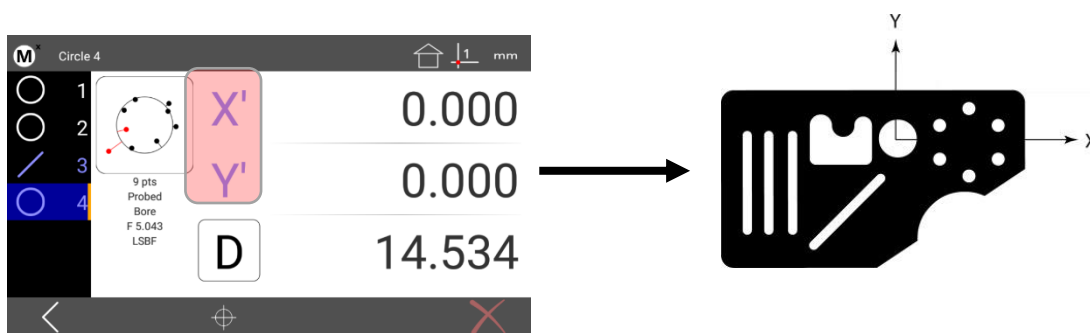 Mx Circle 4 1 mm
1
2
3
4
9 pts
Probed
Bore
F 5.043
LSBF
X' 0.000
Y' 0.000
D 14.534
Y
X